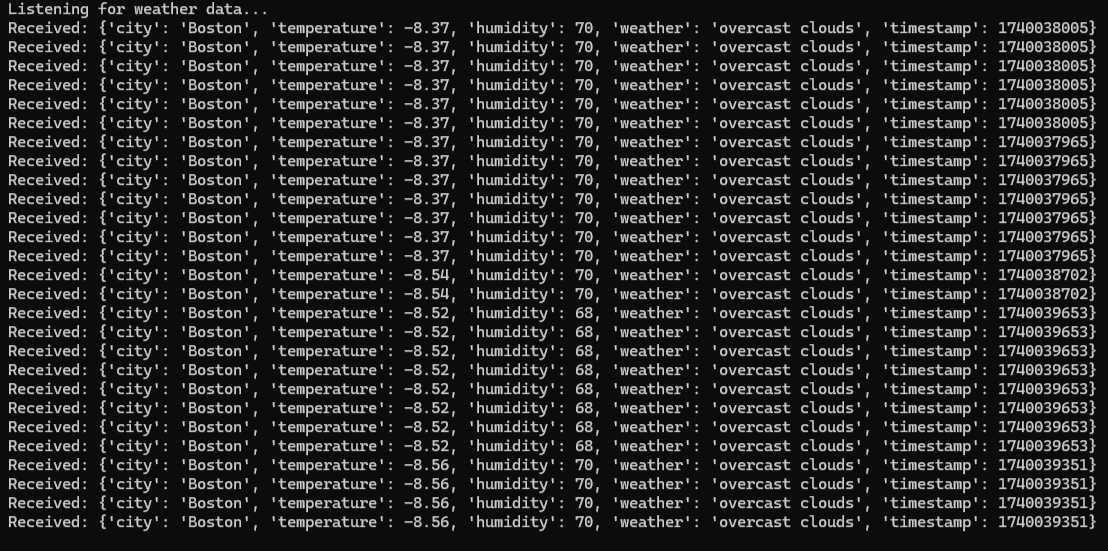 Listening for weather data...
Received: {'city': 'Boston', 'temperature': -8.37, 'humidity': 70, 'weather': 'overcast clouds', 'timestamp': 1740038005}
Received: {'city': 'Boston', 'temperature': -8.37, 'humidity': 70, 'weather': 'overcast clouds', 'timestamp': 1740038005}
Received: {'city': 'Boston', 'temperature': -8.37, 'humidity': 70, 'weather': 'overcast clouds', 'timestamp': 1740038005}
Received: {'city': 'Boston', 'temperature': -8.37, 'humidity': 70, 'weather': 'overcast clouds', 'timestamp': 1740038005}
Received: {'city': 'Boston', 'temperature': -8.37, 'humidity': 70, 'weather': 'overcast clouds', 'timestamp': 1740038005}
Received: {'city': 'Boston', 'temperature': -8.37, 'humidity': 70, 'weather': 'overcast clouds', 'timestamp': 1740038005}
Received: {'city': 'Boston', 'temperature': -8.37, 'humidity': 70, 'weather': 'overcast clouds', 'timestamp': 1740037965}
Received: {'city': 'Boston', 'temperature': -8.37, 'humidity': 70, 'weather': 'overcast clouds', 'timestamp': 1740037965}
Received: {'city': 'Boston', 'temperature': -8.37, 'humidity': 70, 'weather': 'overcast clouds', 'timestamp': 1740037965}
Received: {'city': 'Boston', 'temperature': -8.37, 'humidity': 70, 'weather': 'overcast clouds', 'timestamp': 1740037965}
Received: {'city': 'Boston', 'temperature': -8.37, 'humidity': 70, 'weather': 'overcast clouds', 'timestamp': 1740037965}
Received: {'city': 'Boston', 'temperature': -8.37, 'humidity': 70, 'weather': 'overcast clouds', 'timestamp': 1740037965}
Received: {'city': 'Boston', 'temperature': -8.37, 'humidity': 70, 'weather': 'overcast clouds', 'timestamp': 1740037965}
Received: {'city': 'Boston', 'temperature': -8.54, 'humidity': 70, 'weather': 'overcast clouds', 'timestamp': 1740038702}
Received: {'city': 'Boston', 'temperature': -8.54, 'humidity': 70, 'weather': 'overcast clouds', 'timestamp': 1740038702}
Received: {'city': 'Boston', 'temperature': -8.52, 'humidity': 68, 'weather': 'overcast clouds', 'timestamp': 1740039653}
Received: {'city': 'Boston', 'temperature': -8.52, 'humidity': 68, 'weather': 'overcast clouds', 'timestamp': 1740039653}
Received: {'city': 'Boston', 'temperature': -8.52, 'humidity': 68, 'weather': 'overcast clouds', 'timestamp': 1740039653}
Received: {'city': 'Boston', 'temperature': -8.52, 'humidity': 68, 'weather': 'overcast clouds', 'timestamp': 1740039653}
Received: {'city': 'Boston', 'temperature': -8.52, 'humidity': 68, 'weather': 'overcast clouds', 'timestamp': 1740039653}
Received: {'city': 'Boston', 'temperature': -8.52, 'humidity': 68, 'weather': 'overcast clouds', 'timestamp': 1740039653}
Received: {'city': 'Boston', 'temperature': -8.52, 'humidity': 68, 'weather': 'overcast clouds', 'timestamp': 1740039653}
Received: {'city': 'Boston', 'temperature': -8.52, 'humidity': 68, 'weather': 'overcast clouds', 'timestamp': 1740039653}
Received: {'city': 'Boston', 'temperature': -8.56, 'humidity': 70, 'weather': 'overcast clouds', 'timestamp': 1740039351}
Received: {'city': 'Boston', 'temperature': -8.56, 'humidity': 70, 'weather': 'overcast clouds', 'timestamp': 1740039351}
Received: {'city': 'Boston', 'temperature': -8.56, 'humidity': 70, 'weather': 'overcast clouds', 'timestamp': 1740039351}
Received: {'city': 'Boston', 'temperature': -8.56, 'humidity': 70, 'weather': 'overcast clouds', 'timestamp': 1740039351}